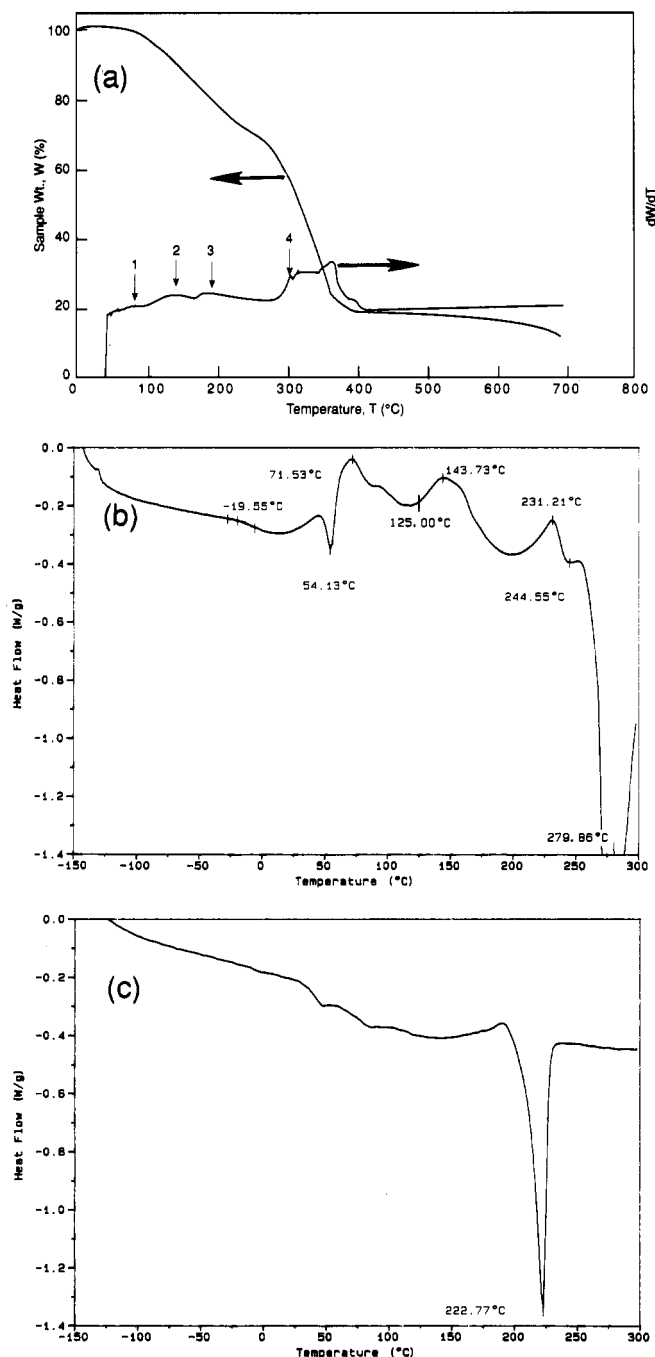 (a)
100
80
60
40
20
0
Sample Wt., W (%)
dW/dT
1
2
3
4
0 100 200 300 400 500 600 700 800
Temperature, T (°C)
(b)
0.0
-0.2
-0.4
-0.6
-0.8
-1.0
-1.2
-1.4
Heat Flow (W/g)
-19.55°C
71.53°C
54.13°C
125.00°C
143.73°C
231.21°C
244.55°C
279.86°C
-150 -100 -50 0 50 100 150 200 250 300
Temperature (°C)
(c)
0.0
-0.2
-0.4
-0.6
-0.8
-1.0
-1.2
-1.4
Heat Flow (W/g)
222.77°C
-150 -100 -50 0 50 100 150 200 250 300
Temperature (°C)